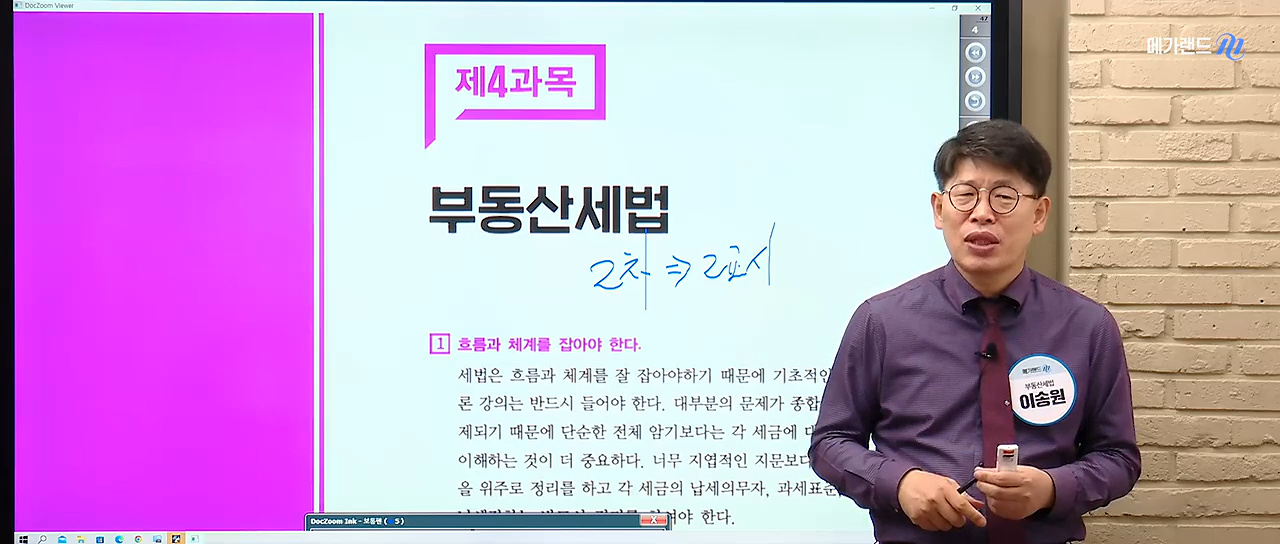 DocZoom Viewer
47
4
메가랜드
제4과목
부동산세법
2차 ⇒ 2교시
1 흐름과 체계를 잡아야 한다.
세법은 흐름과 체계를 잘 잡아야하기 때문에 기초적인
론 강의는 반드시 들어야 한다. 대부분의 문제가 종합
제되기 때문에 단순한 전체 암기보다는 각 세금에 대
이해하는 것이 더 중요하다. 너무 지엽적인 지문보다
을 위주로 정리를 하고 각 세금의 납세의무자, 과세표준,
야 한다.
메가랜드
부동산세법
이송원
DocZoom Ink - 보통펜 ( 5)
X